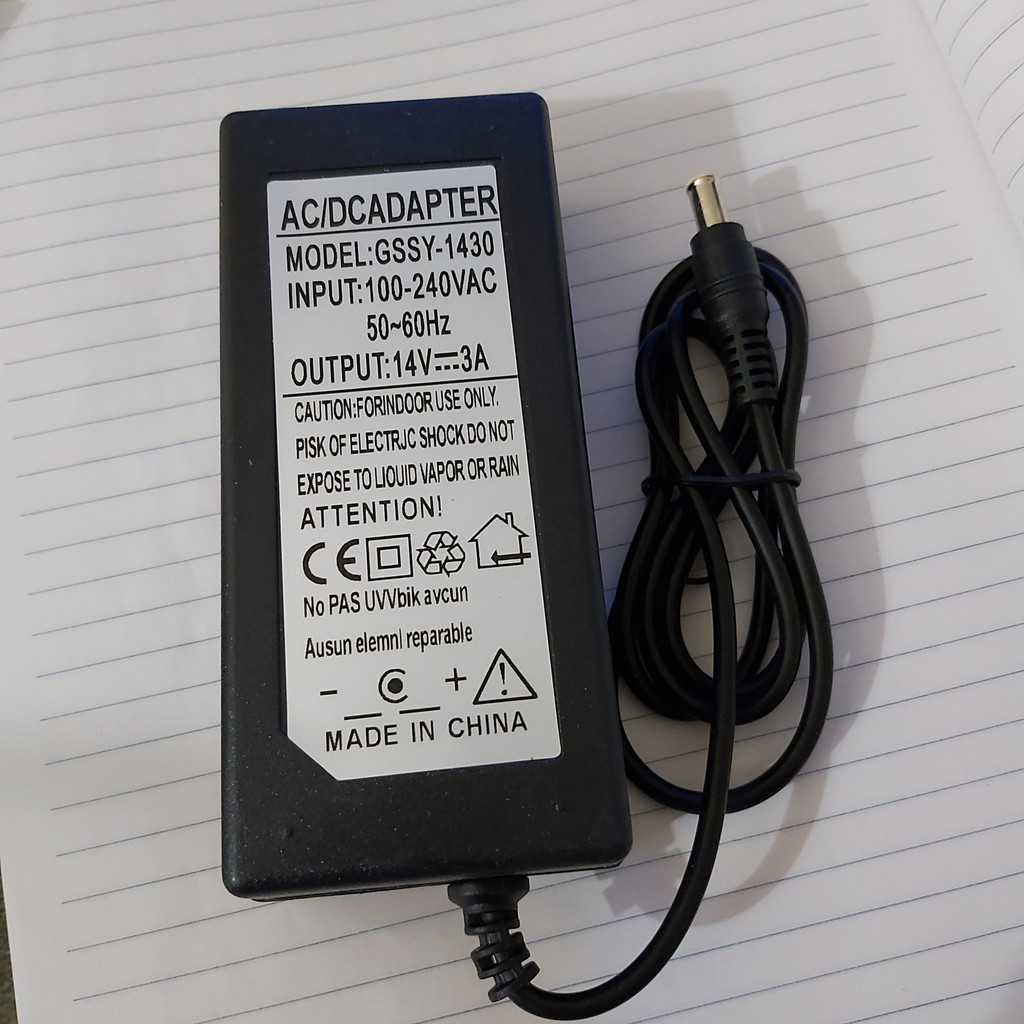 AC/DCADAPTER
MODEL:GSSY-1430
INPUT:100-240VAC
50~60Hz
OUTPUT:14V⎓3A
CAUTION:FORINDOOR USE ONLY.
PISK OF ELECTRJC SHOCK DO NOT
EXPOSE TO LIOUID VAPOR OR RAIN
ATTENTION!
CE
No PAS UVVbik avcun
Ausun elemnl reparable
- +
MADE IN CHINA